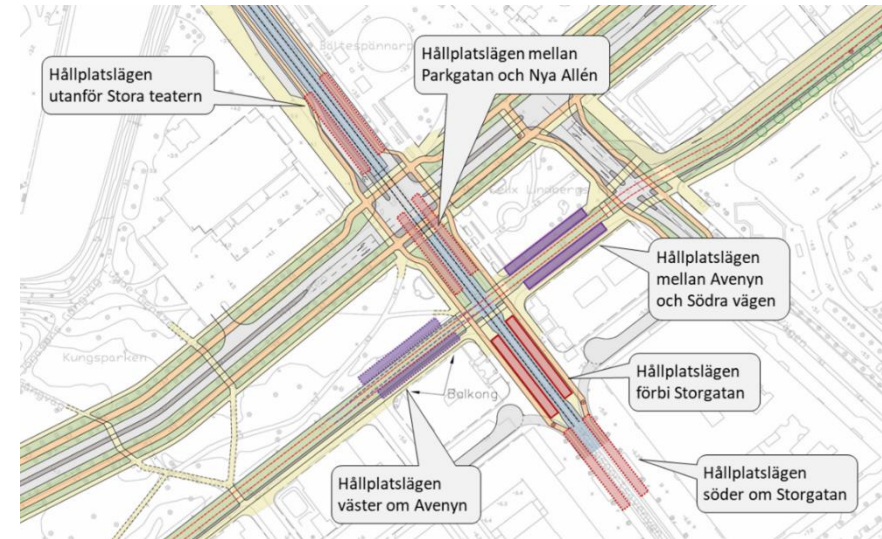 Bältespännarp
Hållplatslägen
utanför Stora teatern
Hållplatslägen mellan
Parkgatan och Nya Allén
Hållplatslägen
mellan Avenyn
och Södra vägen
Kungsparken
Balkong
Hållplatslägen
förbi Storgatan
Hållplatslägen
väster om Avenyn
Hållplatslägen
söder om Storgatan